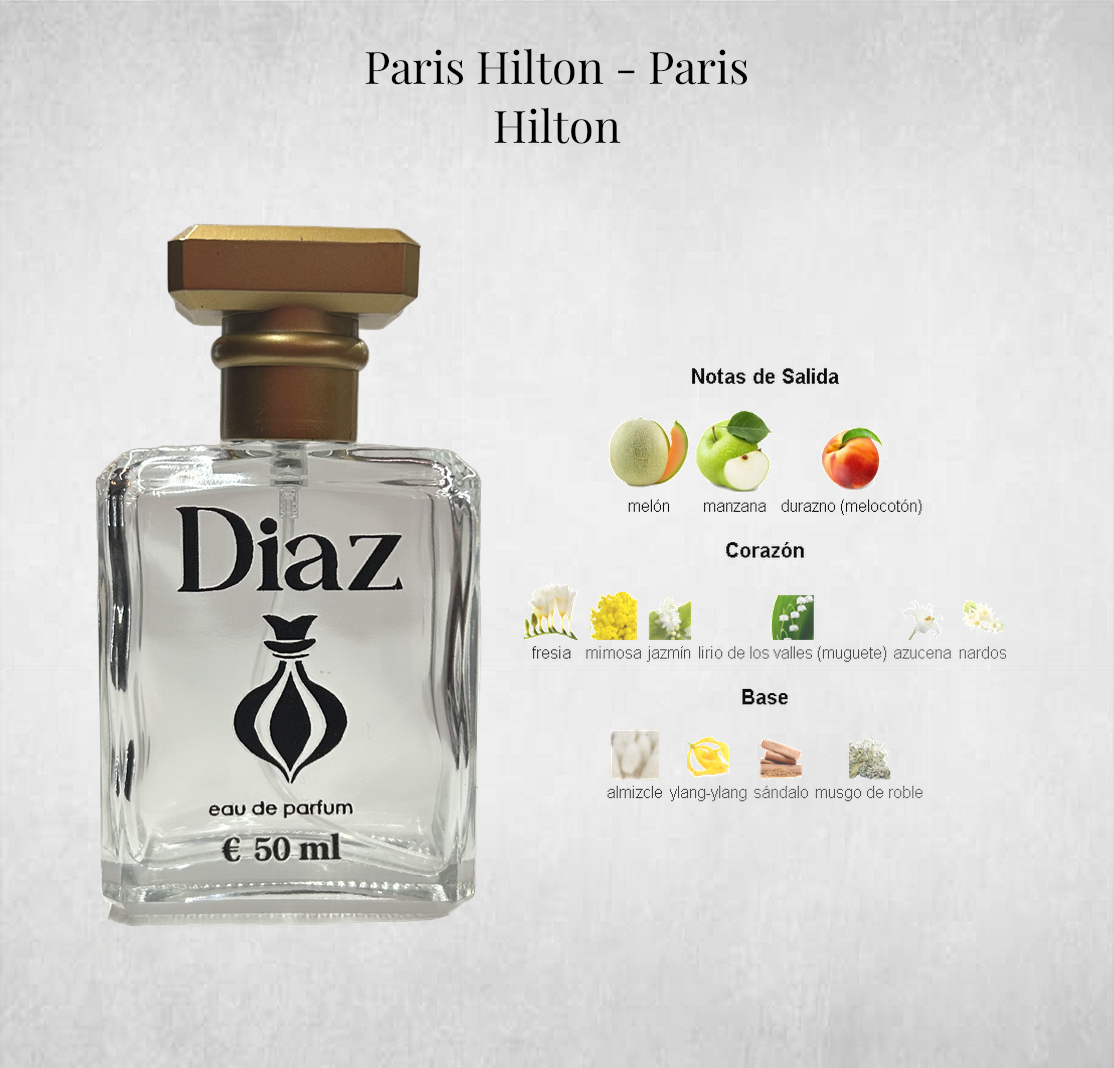 Paris Hilton - Paris
Hilton
Diaz
eau de parfum
€ 50 ml
Notas de Salida
melón manzana durazno (melocotón)
Corazón
fresia mimosa jazmín lirio de los valles (muguete) azucena nardos
Base
almizcle ylang-ylang sándalo musgo de roble